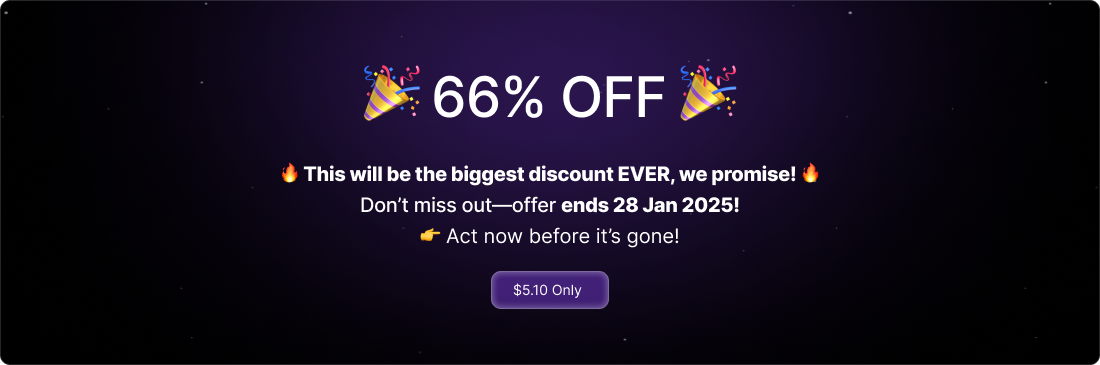 🎉 66% OFF 🎉
🔥 This will be the biggest discount EVER, we promise! 🔥
Don’t miss out—offer ends 28 Jan 2025!
👉 Act now before it’s gone!
$5.10 Only